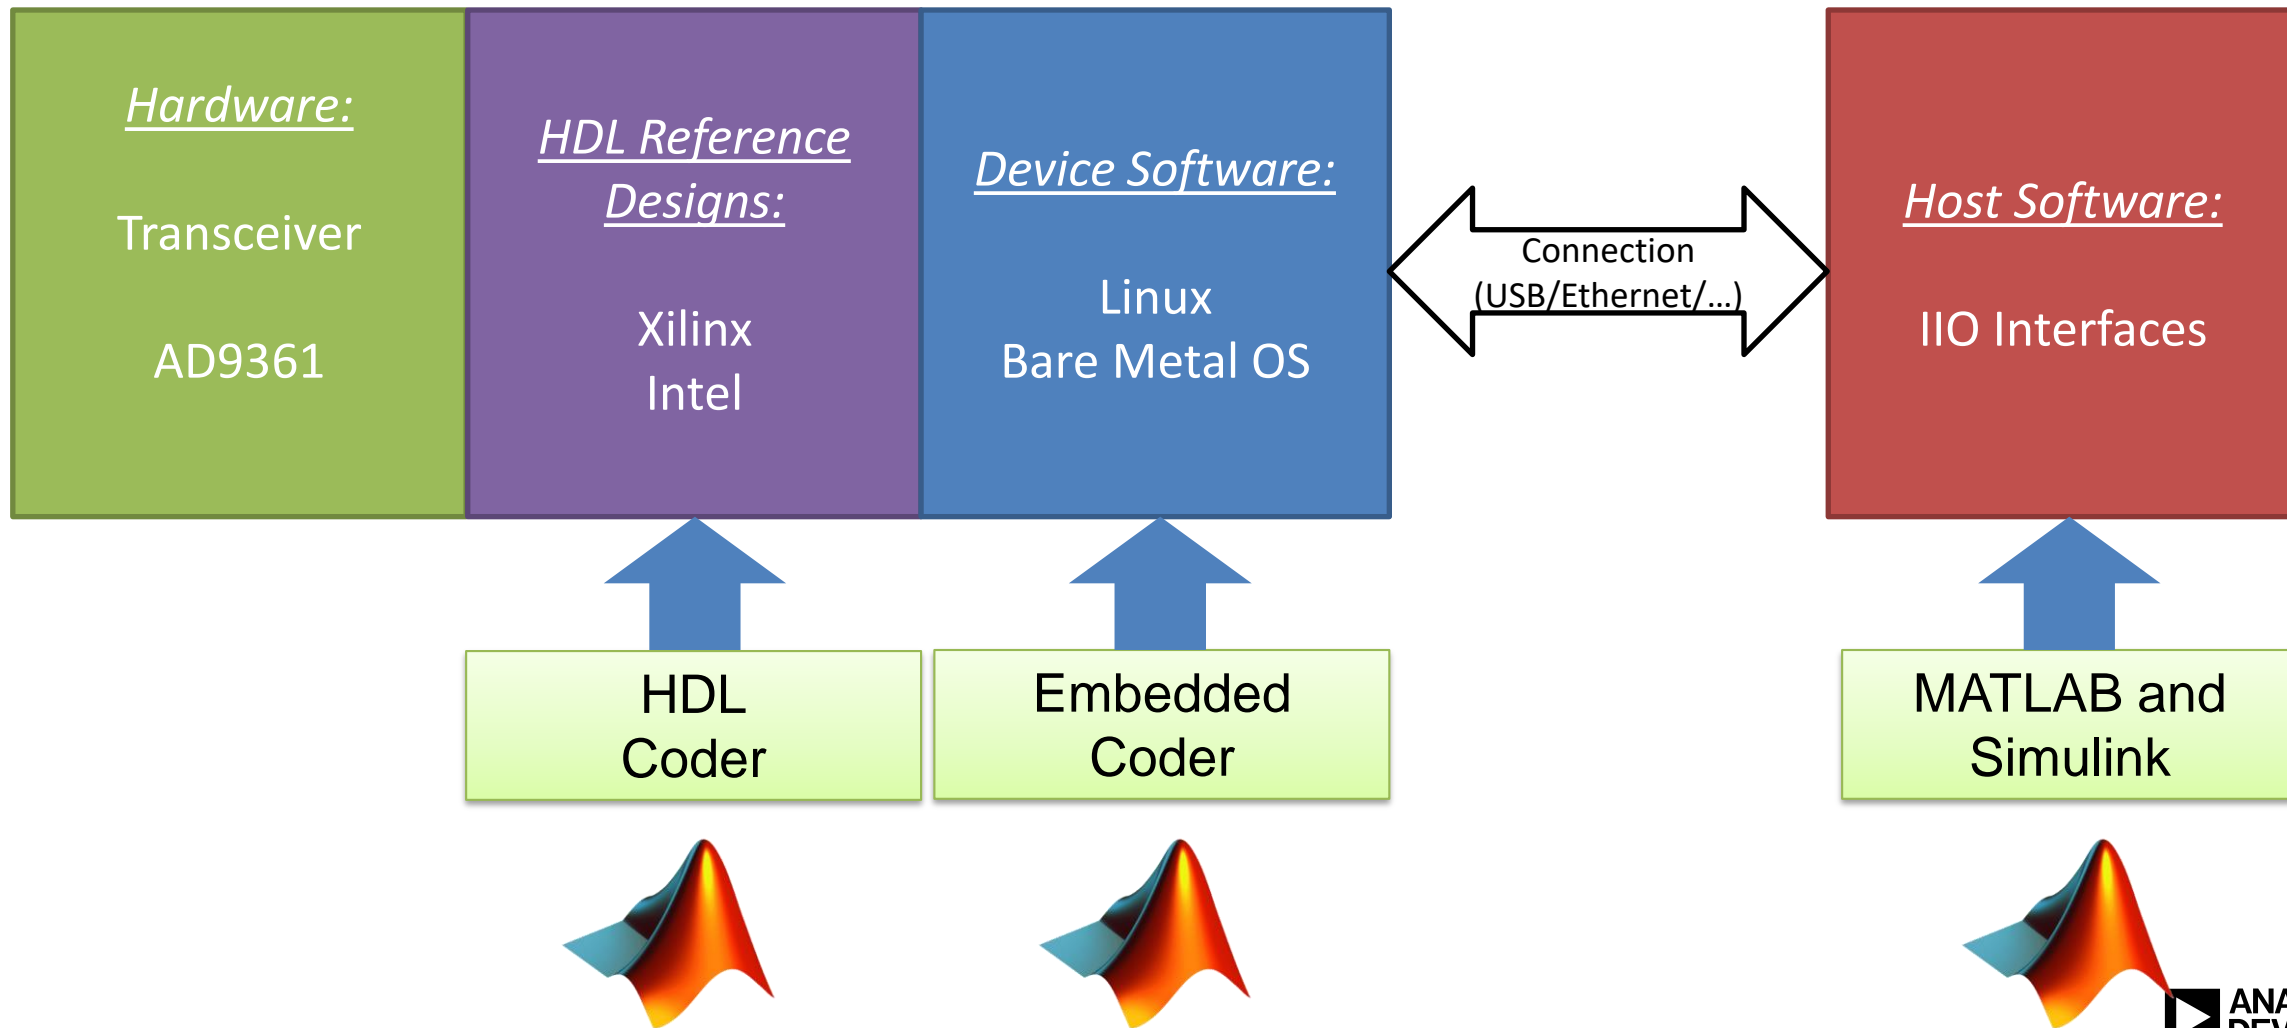 Hardware:
Transceiver
AD9361
HDL Reference
Designs:
Xilinx
Intel
Device Software:
Linux
Bare Metal OS
Connection
(USB/Ethernet/...)
Host Software:
IIO Interfaces
HDL
Coder
Embedded
Coder
MATLAB and
Simulink